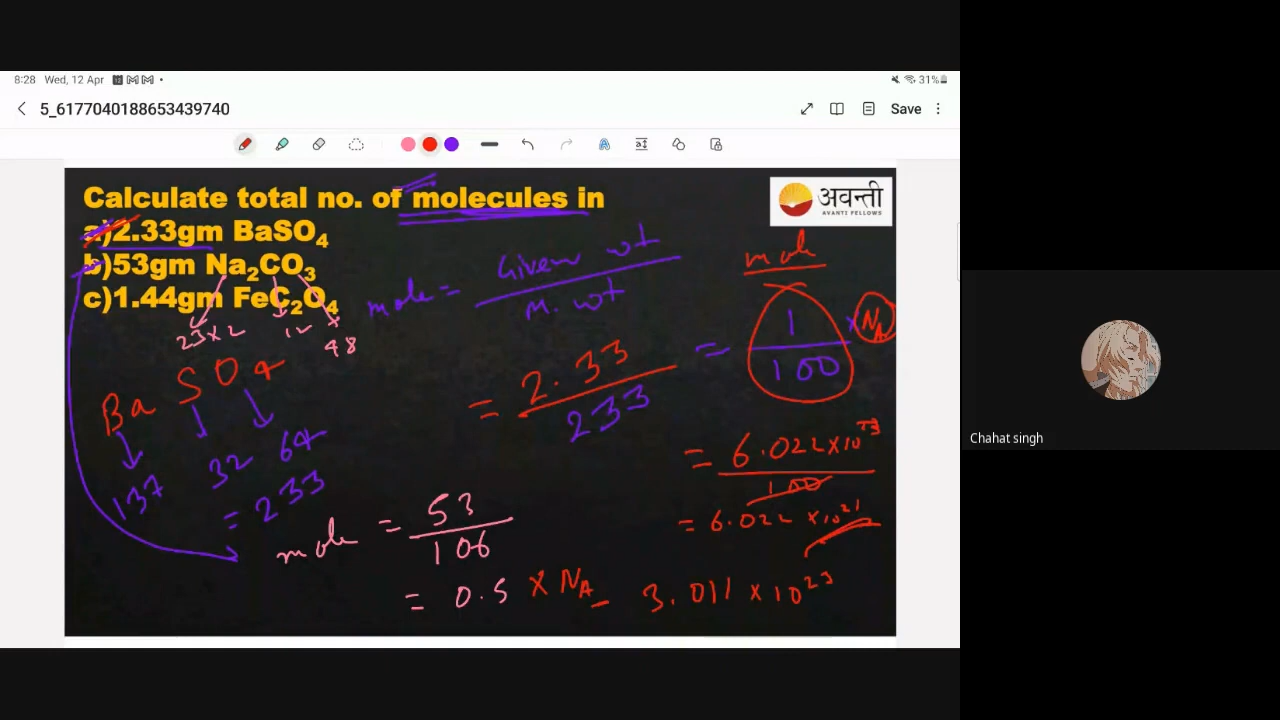 8:28 Wed, 12 Apr
31%
5_6177040188653439740
Save
Calculate total no. of molecules in
a)2.33gm BaSO4
b)53gm Na2CO3
c)1.44gm FeC2O4
अवन्ती
AVANTI FELLOWS
mole = Given wt / M. wt
mole
23x2
12
48
= 2.33 / 233 = 1 / 100 x NA
Ba S O4
137 32 64
= 233
= 6.022 x 10^23 / 100
= 6.022 x 10^21
mole = 53 / 106
= 0.5 x NA = 3.011 x 10^23
Chahat singh